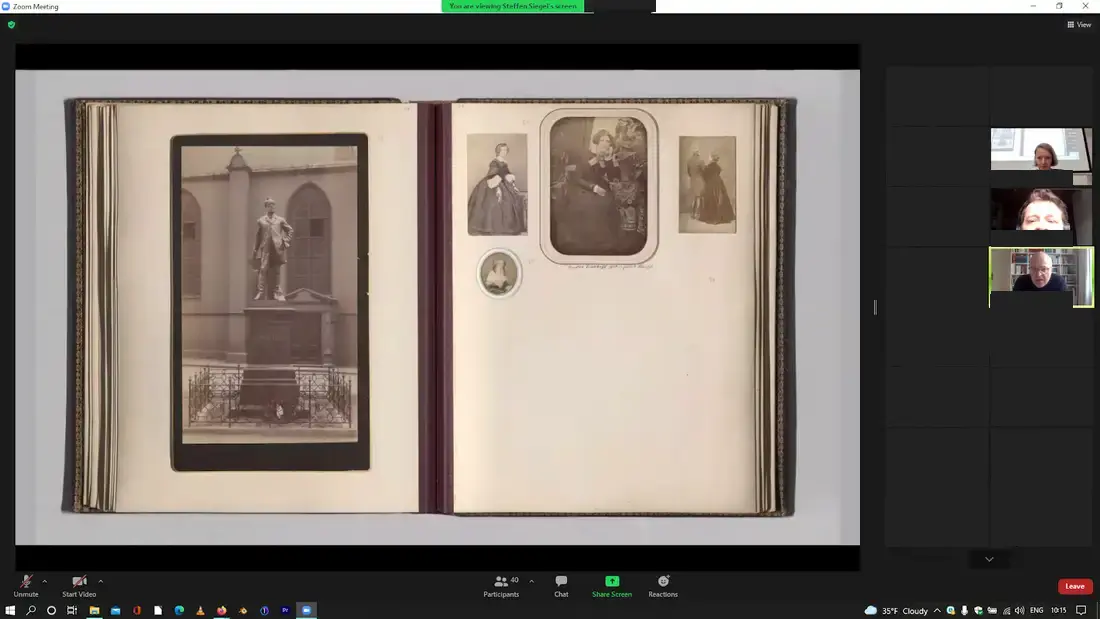 Zoom Meeting
You are viewing Steffen Siegel's screen
View
Unmute
Start Video
Participants
40
Chat
Share Screen
Reactions
Leave
35°F Cloudy
ENG
10:15